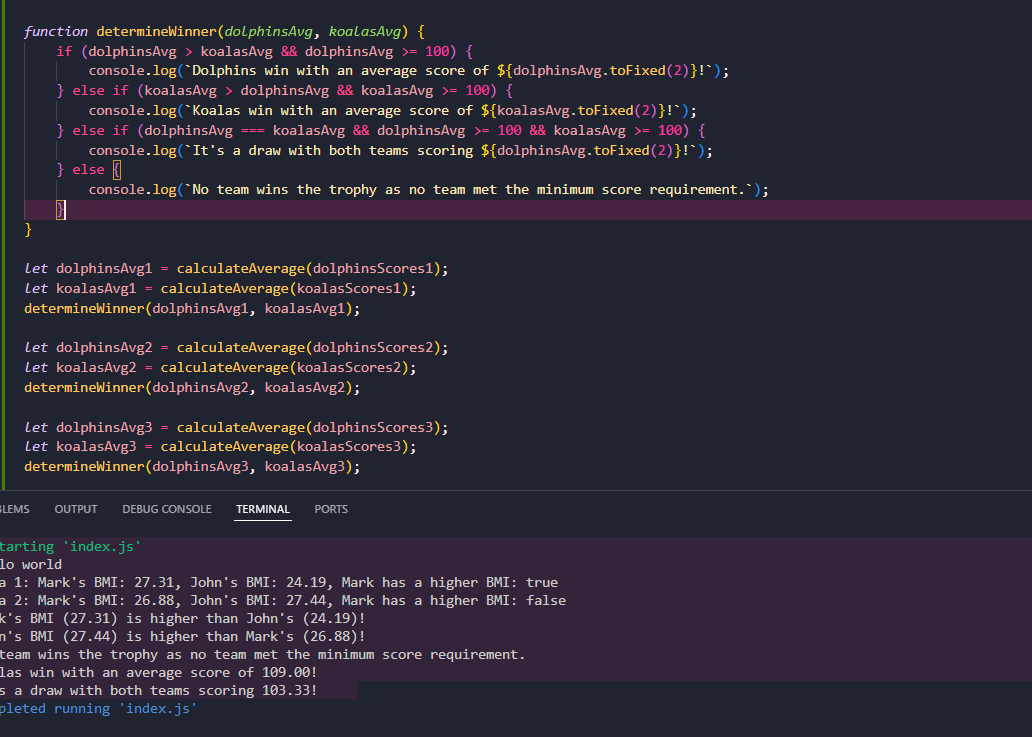 function determineWinner(dolphinsAvg, koalasAvg) {
    if (dolphinsAvg > koalasAvg && dolphinsAvg >= 100) {
        console.log(`Dolphins win with an average score of ${dolphinsAvg.toFixed(2)}!`);
    } else if (koalasAvg > dolphinsAvg && koalasAvg >= 100) {
        console.log(`Koalas win with an average score of ${koalasAvg.toFixed(2)}!`);
    } else if (dolphinsAvg === koalasAvg && dolphinsAvg >= 100 && koalasAvg >= 100) {
        console.log(`It's a draw with both teams scoring ${dolphinsAvg.toFixed(2)}!`);
    } else {
        console.log(`No team wins the trophy as no team met the minimum score requirement.`);
    }
}
let dolphinsAvg1 = calculateAverage(dolphinsScores1);
let koalasAvg1 = calculateAverage(koalasScores1);
determineWinner(dolphinsAvg1, koalasAvg1);
let dolphinsAvg2 = calculateAverage(dolphinsScores2);
let koalasAvg2 = calculateAverage(koalasScores2);
determineWinner(dolphinsAvg2, koalasAvg2);
let dolphinsAvg3 = calculateAverage(dolphinsScores3);
let koalasAvg3 = calculateAverage(koalasScores3);
determineWinner(dolphinsAvg3, koalasAvg3);
BLEMS OUTPUT DEBUG CONSOLE TERMINAL PORTS
tarting 'index.js'
lo world
a 1: Mark's BMI: 27.31, John's BMI: 24.19, Mark has a higher BMI: true
a 2: Mark's BMI: 26.88, John's BMI: 27.44, Mark has a higher BMI: false
k's BMI (27.31) is higher than John's (24.19)!
n's BMI (27.44) is higher than Mark's (26.88)!
team wins the trophy as no team met the minimum score requirement.
las win with an average score of 109.00!
s a draw with both teams scoring 103.33!
pleted running 'index.js'